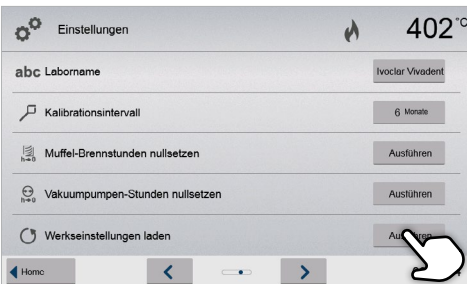 Einstellungen
402 °C
abc Laborname
Ivoclar Vivadent
Kalibrationsintervall
6 Monate
Muffel-Brennstunden nullsetzen
Ausführen
Vakuumpumpen-Stunden nullsetzen
Ausführen
Werkseinstellungen laden
Home